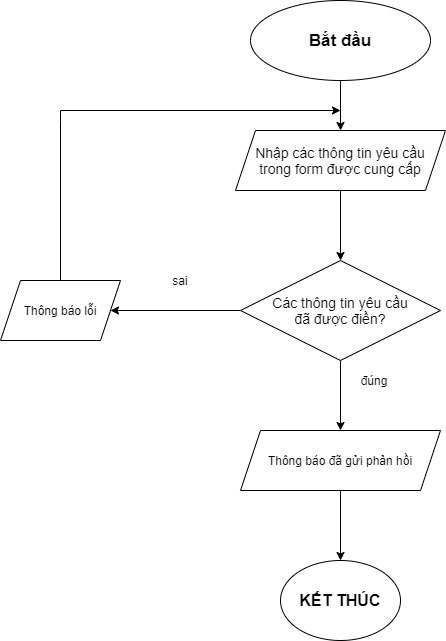 Bắt đầu
Nhập các thông tin yêu cầu
trong form được cung cấp
sai
Các thông tin yêu cầu
đã được điền?
Thông báo lỗi
đúng
Thông báo đã gửi phản hồi
KẾT THÚC